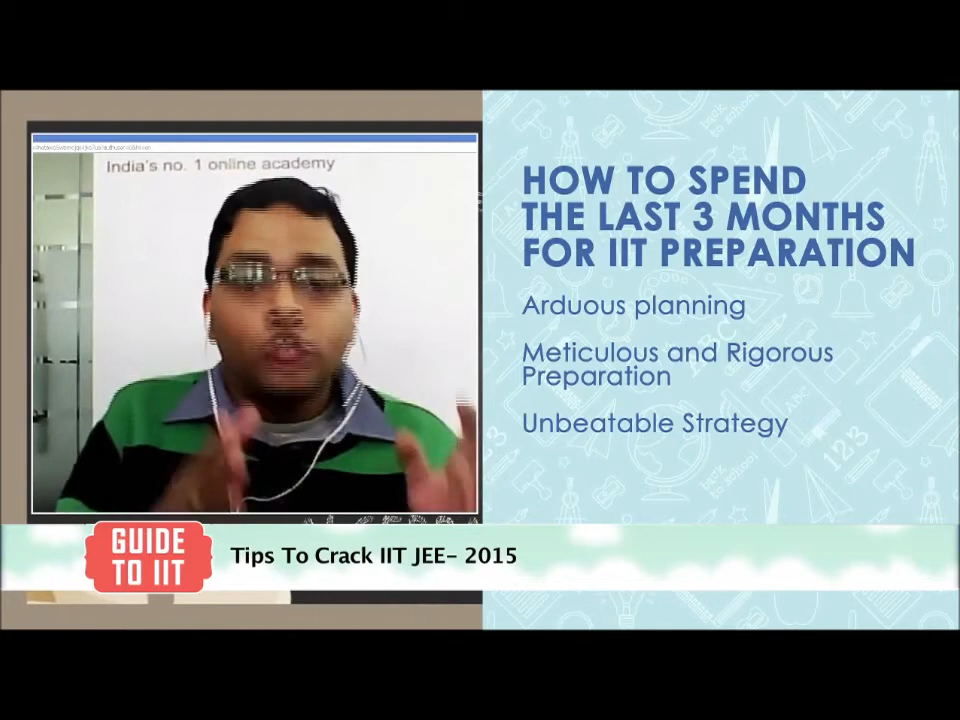 India's no. 1 online academy
HOW TO SPEND
THE LAST 3 MONTHS
FOR IIT PREPARATION
Arduous planning
Meticulous and Rigorous
Preparation
Unbeatable Strategy
GUIDE
TO IIT
Tips To Crack IIT JEE- 2015